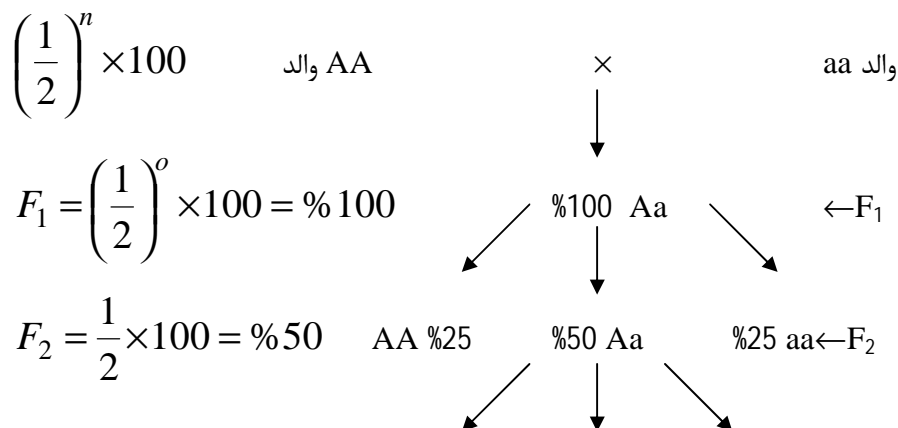 (1/2)^n ×100 والد AA × والد aa
F₁ = (1/2)^o ×100 = %100 %100 Aa ←F₁
F₂ = 1/2 ×100 = %50 AA %25 %50 Aa %25 aa←F₂